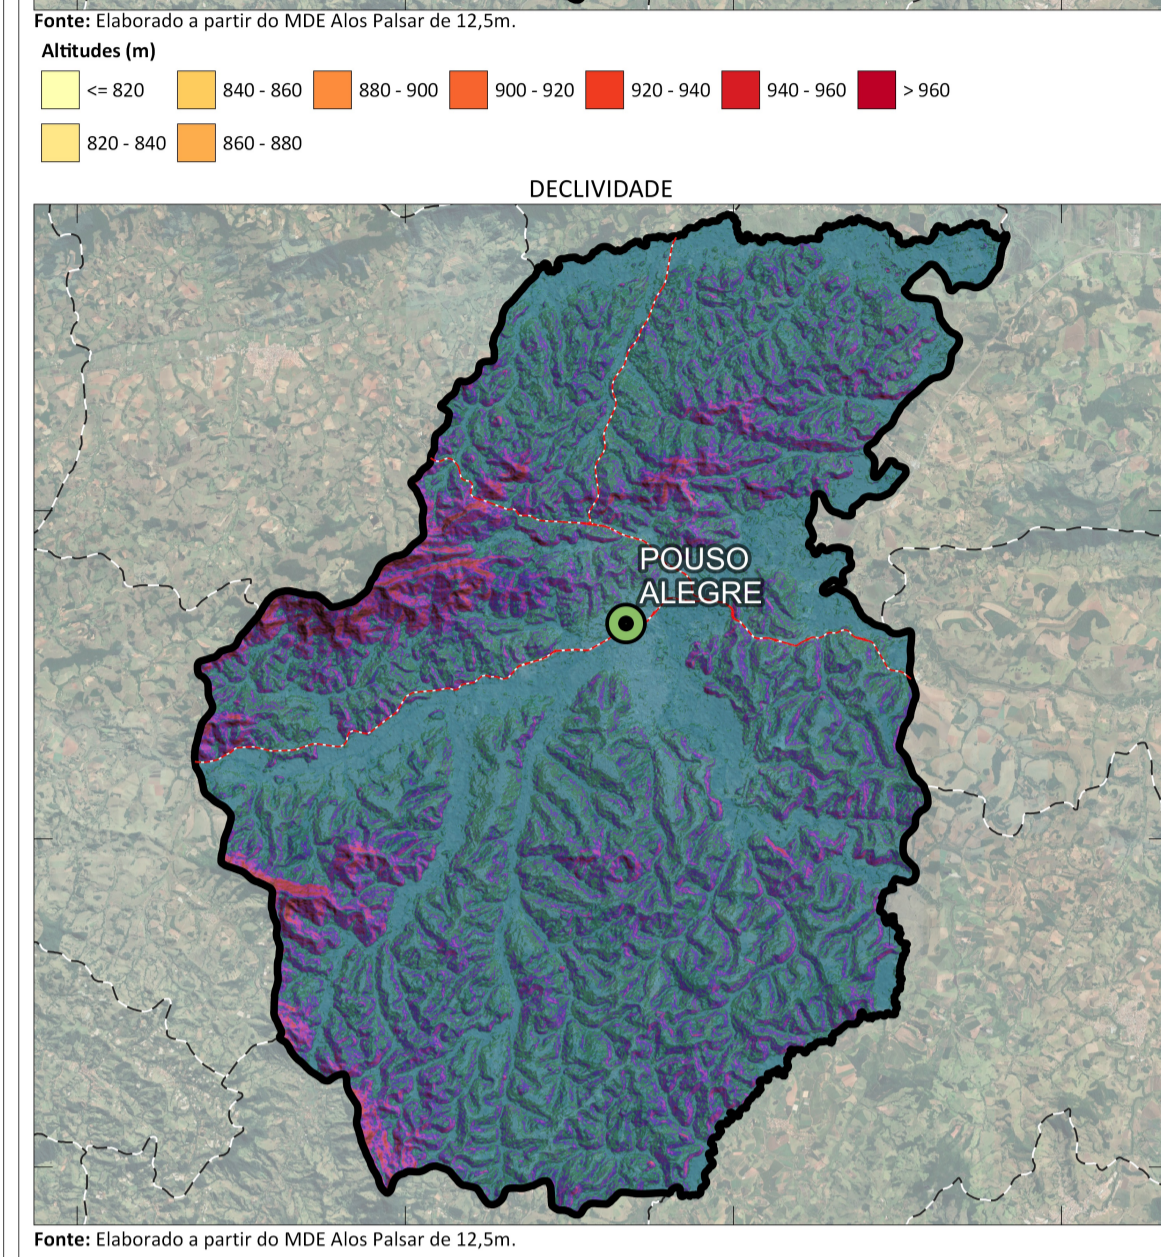 Fonte: Elaborado a partir do MDE Alos Palsar de 12,5m.
Altitudes (m)
<= 820 840 - 860 880 - 900 900 - 920 920 - 940 940 - 960 > 960
820 - 840 860 - 880
DECLIVIDADE
POUSO
ALEGRE
Fonte: Elaborado a partir do MDE Alos Palsar de 12,5m.